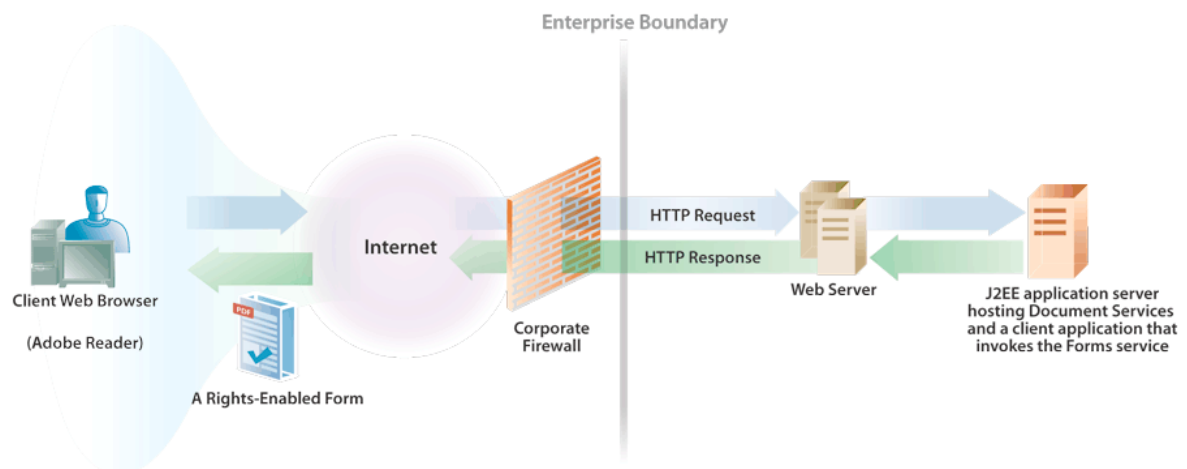 Enterprise Boundary
HTTP Request
Internet
HTTP Response
Client Web Browser
(Adobe Reader)
PDF
A Rights-Enabled Form
Corporate
Firewall
Web Server
J2EE application server
hosting Document Services
and a client application that
invokes the Forms service